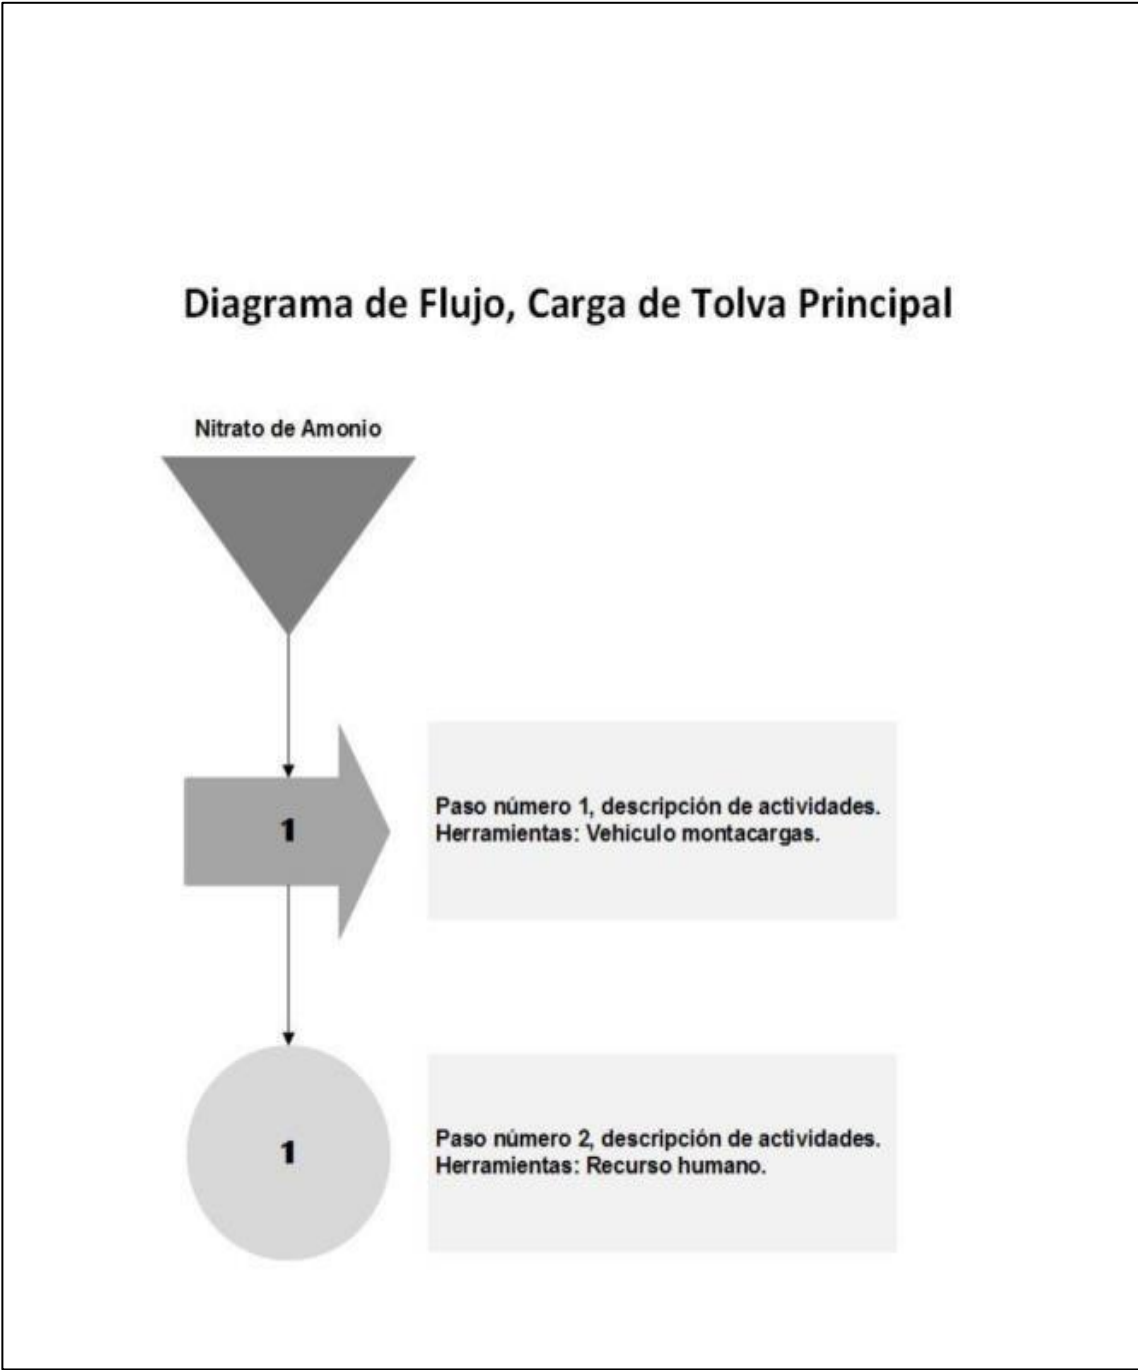 Diagrama de Flujo, Carga de Tolva Principal
Nitrato de Amonio
1
Paso número 1, descripción de actividades.
Herramientas: Vehiculo montacargas.
1
Paso número 2, descripción de actividades.
Herramientas: Recurso humano.